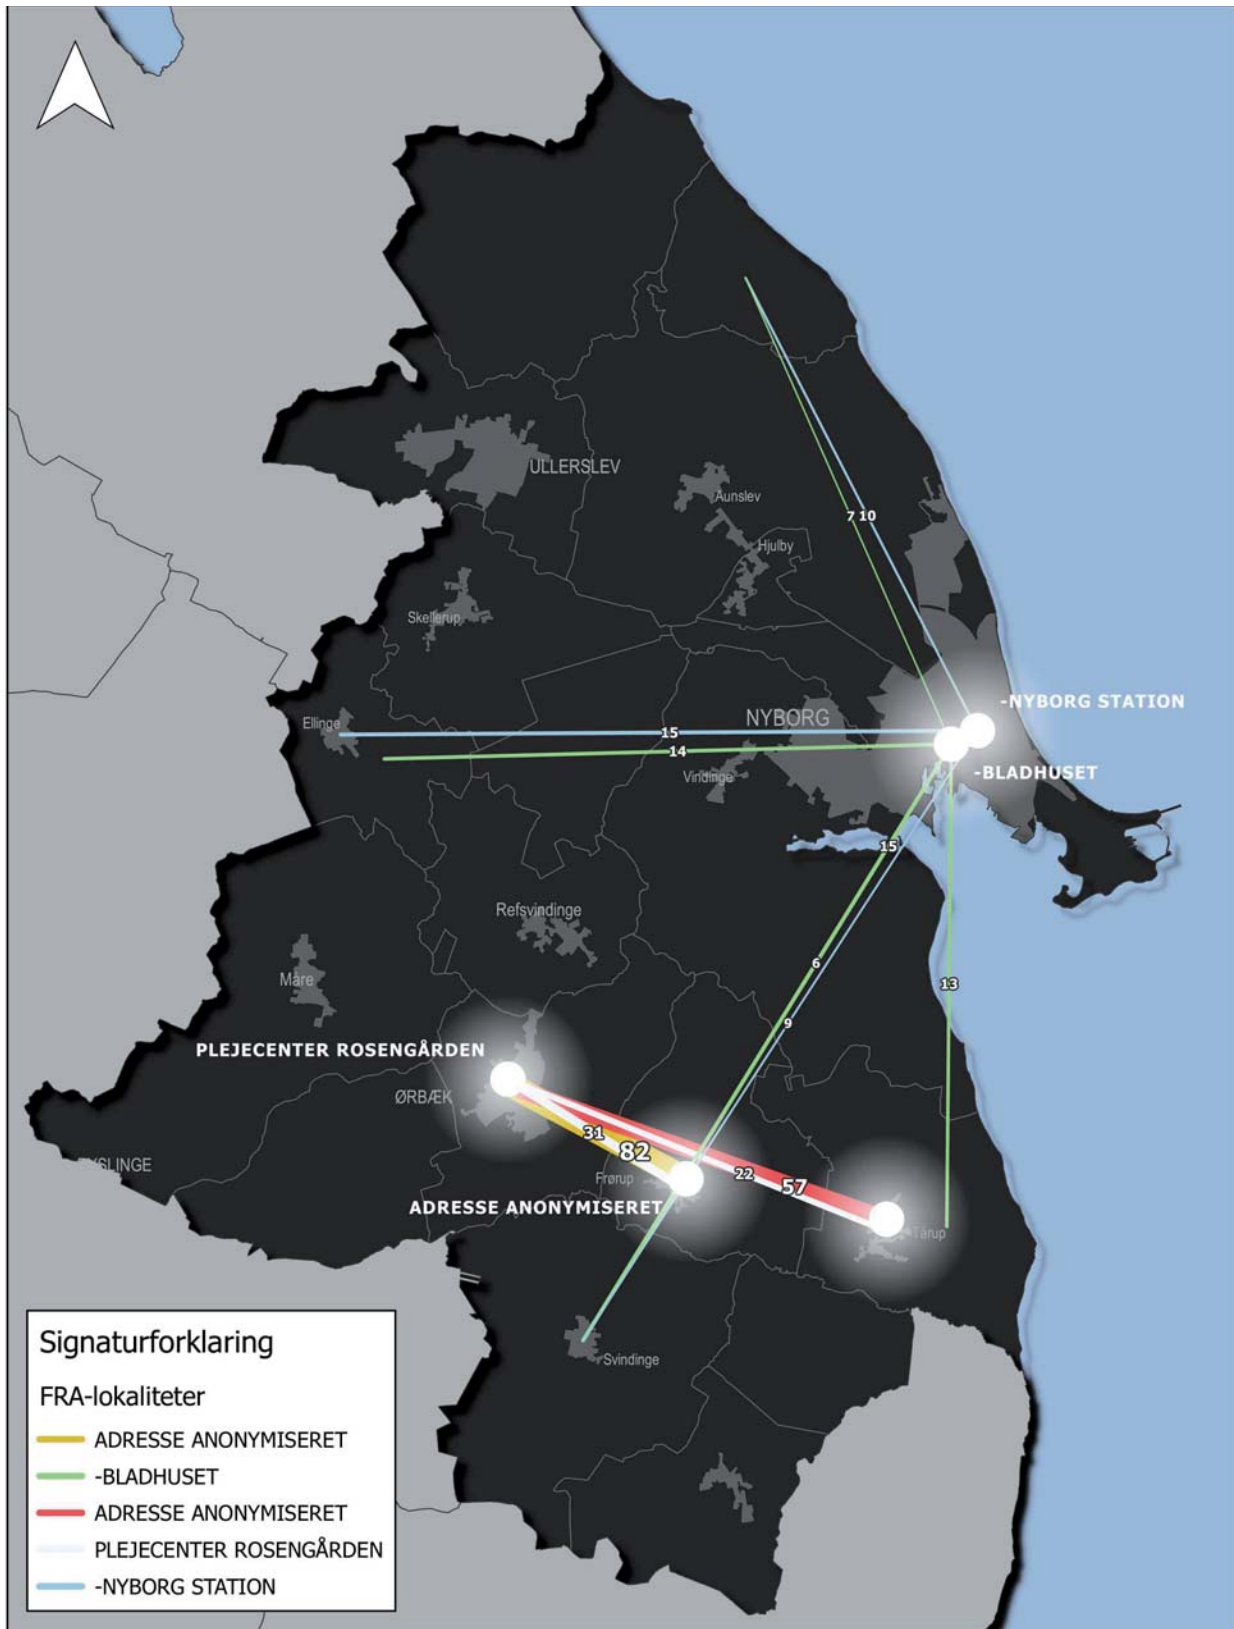 ULLERSLEV
Aunslev
7 10
Hjulby
Skellerup
-NYBORG STATION
Ellinge
NYBORG
15
14
Vindinge
-BLADHUSET
15
Refsvindinge
6
Måre
13
9
PLEJECENTER ROSENGÅRDEN
ØRBÆK
31
82
22
57
Frørup
ADRESSE ANONYMISERET
Tårup
Svindinge
Signaturforklaring
FRA-lokaliteter
ADRESSE ANONYMISERET
-BLADHUSET
ADRESSE ANONYMISERET
PLEJECENTER ROSENGÅRDEN
-NYBORG STATION